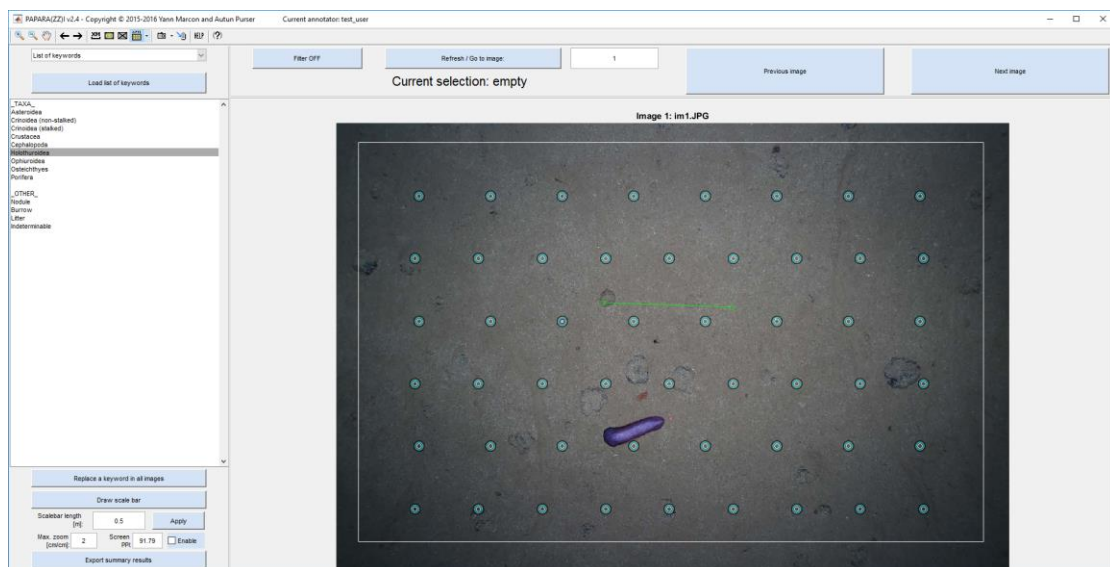 PAPARA(ZZ)I v2.4 - Copyright © 2015-2016 Yann Marcon and Autun Purser Current annotator: test_user
HELP
List of keywords
Load list of keywords
Filter OFF
Refresh / Go to image:
1
Previous image
Next image
Current selection: empty
_TAXA_
Asteroidea
Crinoidea (non-stalked)
Crinoidea (stalked)
Crustacea
Cephalopoda
Holothuroidea
Ophiuroidea
Osteichthyes
Porifera
_OTHER_
Nodule
Burrow
Litter
Indeterminable
Image 1: im1.JPG
Replace a keyword in all images
Draw scale bar
Scalebar length [m]:
0.5
Apply
Max. zoom [cm/cm]:
2
Screen PPI:
91.79
Enable
Export summary results